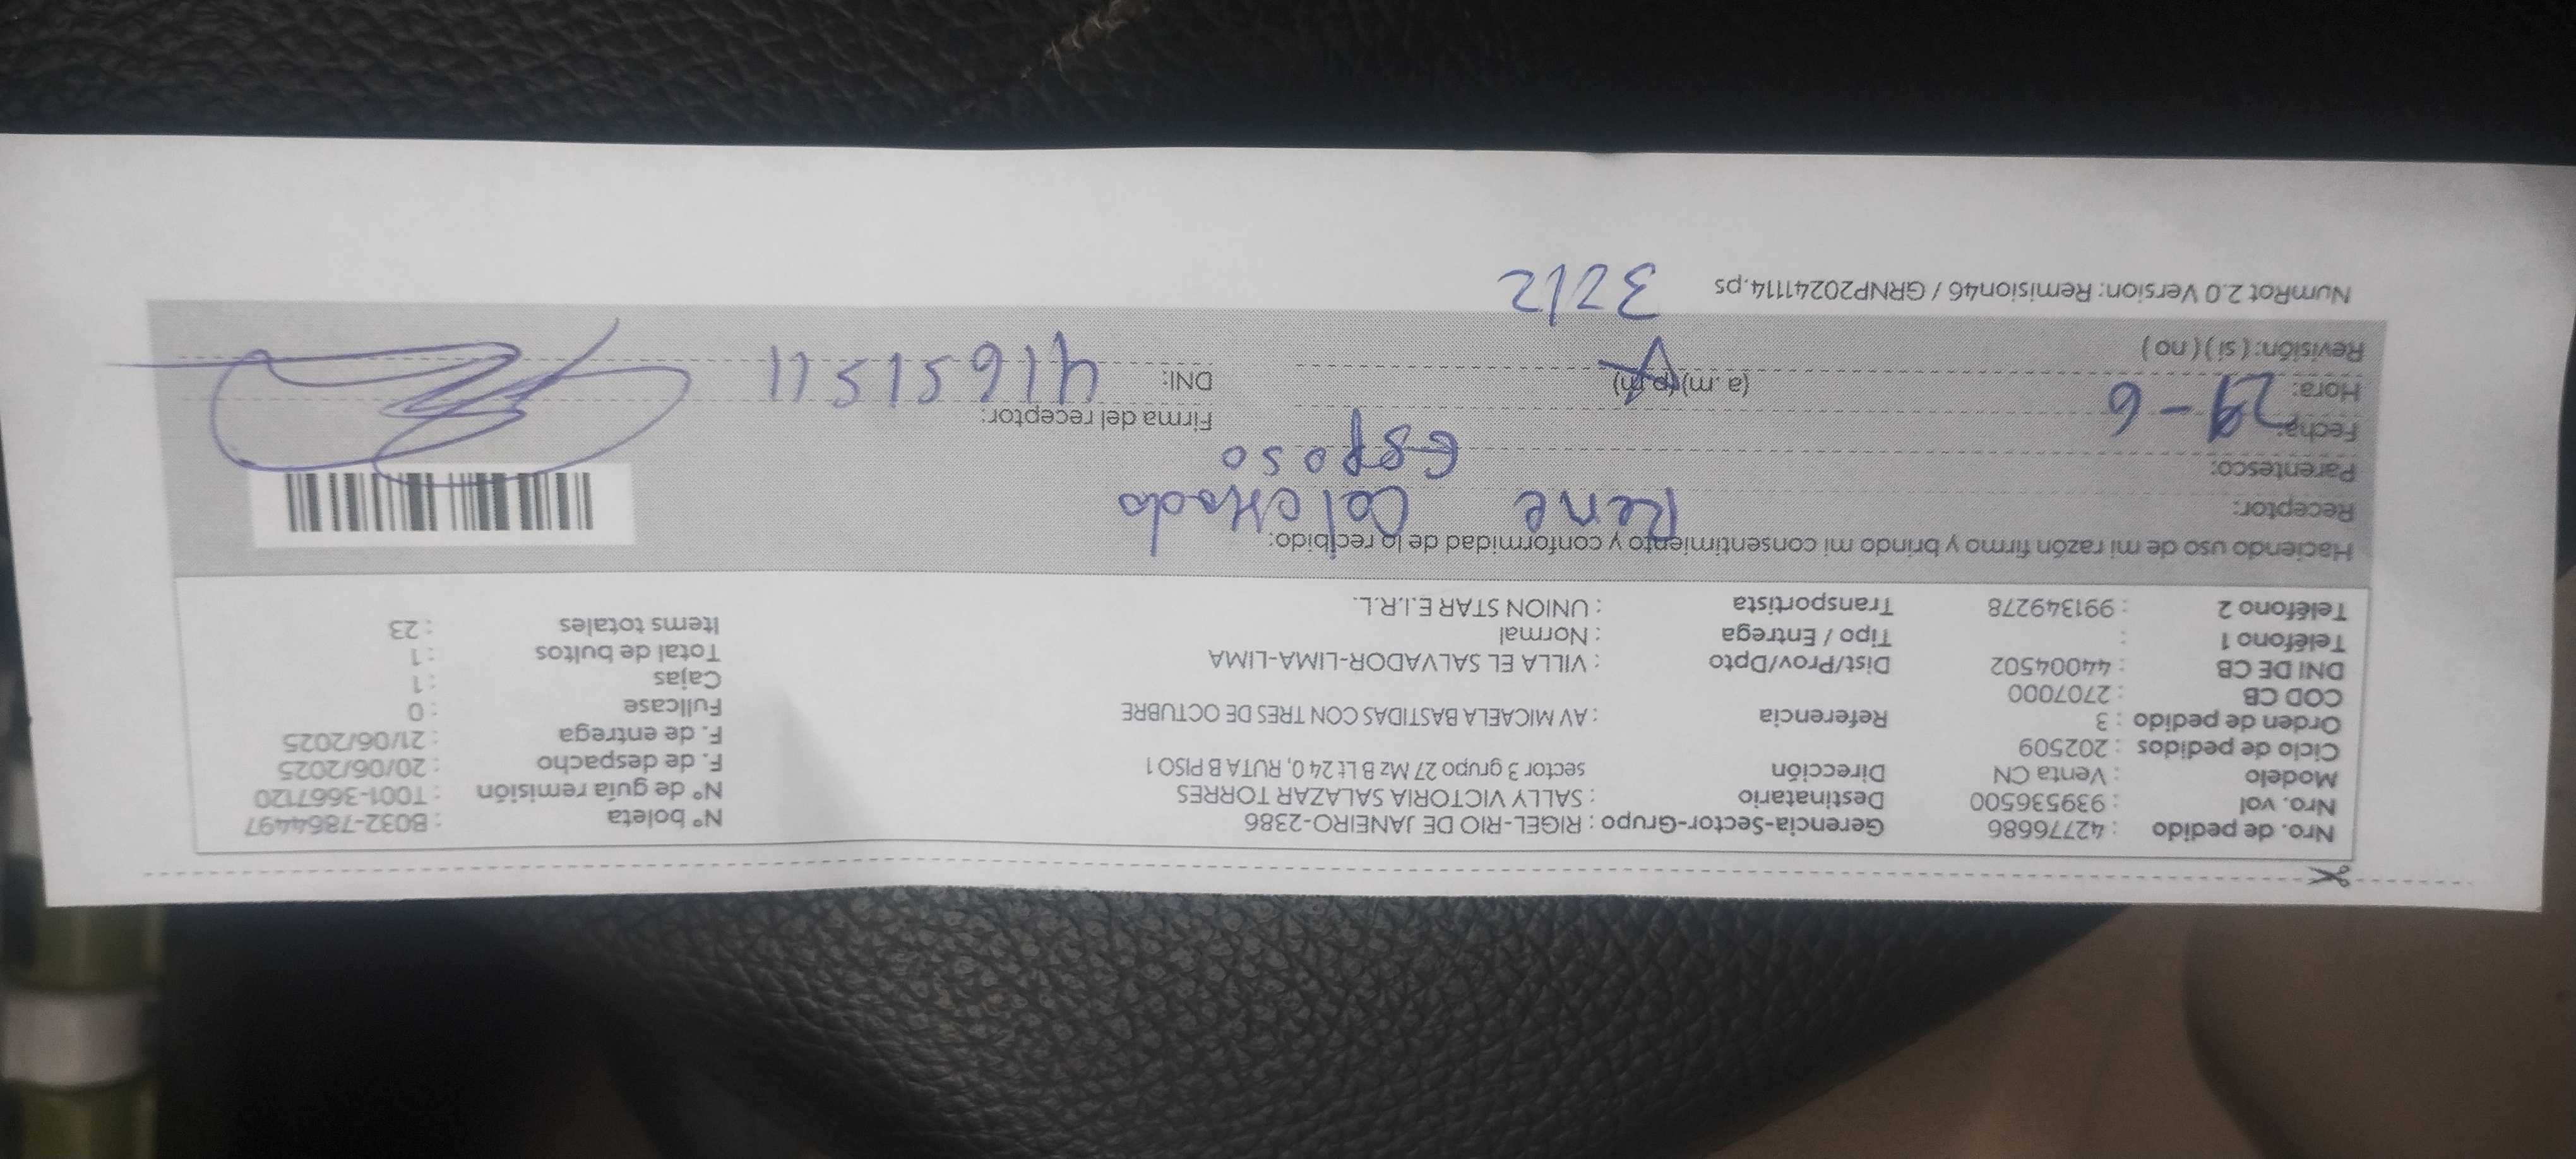 Nro. de pedido : 42776686 Gerencia-Sector-Grupo : RIGEL-RIO DE JANEIRO-2386 N° boleta : B032-7864497
Nro. vol : 939536500 Destinatario : SALLY VICTORIA SALAZAR TORRES N° de guía remisión : T001-3667120
Modelo : Venta CN Dirección sector 3 grupo 27 Mz B Lt 24 0, RUTA B PISO 1 F. de despacho : 20/06/2025
Ciclo de pedidos : 202509 F. de entrega : 21/06/2025
Orden de pedido : 3 Referencia : AV MICAELA BASTIDAS CON TRES DE OCTUBRE Fullcase : 0
COD CB : 2707000 Cajas : 1
DNI DE CB : 44004502 Dist/Prov/Dpto : VILLA EL SALVADOR-LIMA-LIMA Total de bultos : 1
Teléfono 1 : Tipo / Entrega : Normal Items totales : 23
Teléfono 2 : 991349278 Transportista : UNION STAR E.I.R.L.
Haciendo uso de mi razón firmo y brindo mi consentimiento y conformidad de lo recibido:
Receptor: Rene
Parentesco: Esposo
Fecha: Firma del receptor:
Hora: (a.m)(p.m) DNI: 41651511
Revisión: ( sí ) ( no )
NumRot 2.0 Version: Remision46 / GRNP20241114.ps 3212